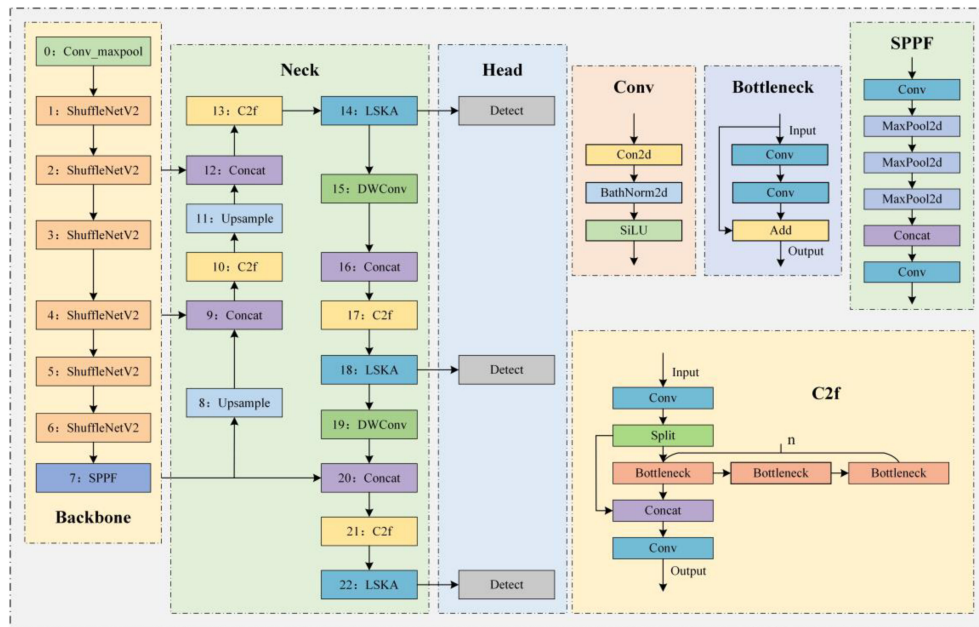 0: Conv_maxpool
1: ShuffleNetV2
2: ShuffleNetV2
3: ShuffleNetV2
4: ShuffleNetV2
5: ShuffleNetV2
6: ShuffleNetV2
7: SPPF
Backbone
Neck
13: C2f
12: Concat
11: Upsample
10: C2f
9: Concat
8: Upsample
14: LSKA
15: DWConv
16: Concat
17: C2f
18: LSKA
19: DWConv
20: Concat
21: C2f
22: LSKA
Head
Detect
Detect
Detect
Conv
Con2d
BathNorm2d
SiLU
Bottleneck
Input
Conv
Conv
Add
Output
SPPF
Conv
MaxPool2d
MaxPool2d
MaxPool2d
Concat
Conv
C2f
Input
Conv
Split
n
Bottleneck
Bottleneck
Bottleneck
Concat
Conv
Output